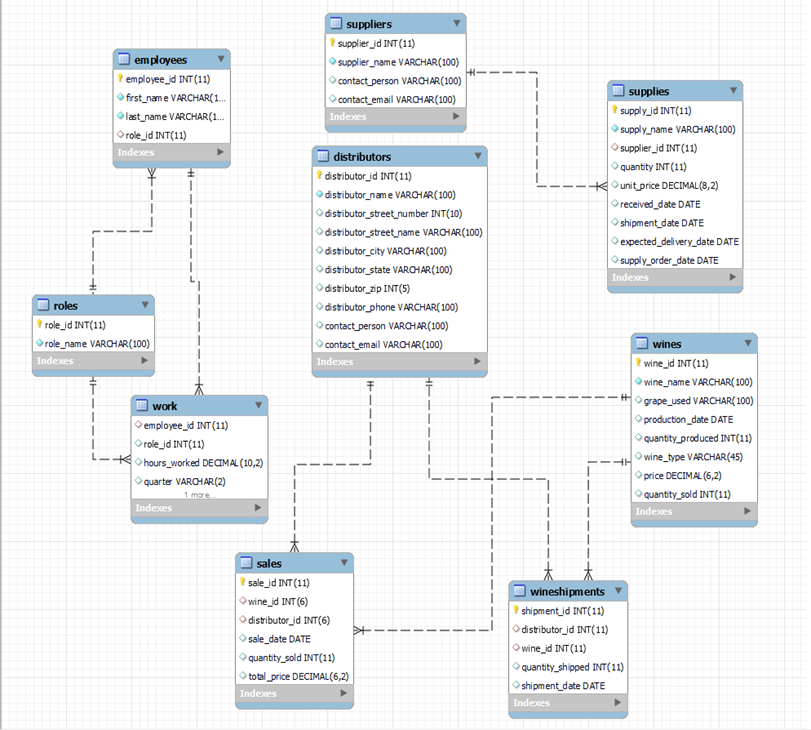 suppliers
supplier_id INT(11)
supplier_name VARCHAR(100)
contact_person VARCHAR(100)
contact_email VARCHAR(100)
Indexes
employees
employee_id INT(11)
first_name VARCHAR(1...
last_name VARCHAR(1...
role_id INT(11)
Indexes
supplies
supply_id INT(11)
supply_name VARCHAR(100)
supplier_id INT(11)
quantity INT(11)
unit_price DECIMAL(8,2)
received_date DATE
shipment_date DATE
expected_delivery_date DATE
supply_order_date DATE
Indexes
distributors
distributor_id INT(11)
distributor_name VARCHAR(100)
distributor_street_number INT(10)
distributor_street_name VARCHAR(100)
distributor_city VARCHAR(100)
distributor_state VARCHAR(100)
distributor_zip INT(5)
distributor_phone VARCHAR(100)
contact_person VARCHAR(100)
contact_email VARCHAR(100)
Indexes
roles
role_id INT(11)
role_name VARCHAR(100)
Indexes
wines
wine_id INT(11)
wine_name VARCHAR(100)
grape_used VARCHAR(100)
production_date DATE
quantity_produced INT(11)
wine_type VARCHAR(45)
price DECIMAL(6,2)
quantity_sold INT(11)
Indexes
work
employee_id INT(11)
role_id INT(11)
hours_worked DECIMAL(10,2)
quarter VARCHAR(2)
1 more...
Indexes
sales
sale_id INT(11)
wine_id INT(6)
distributor_id INT(6)
sale_date DATE
quantity_sold INT(11)
total_price DECIMAL(6,2)
Indexes
wineshipments
shipment_id INT(11)
distributor_id INT(11)
wine_id INT(11)
quantity_shipped INT(11)
shipment_date DATE
Indexes